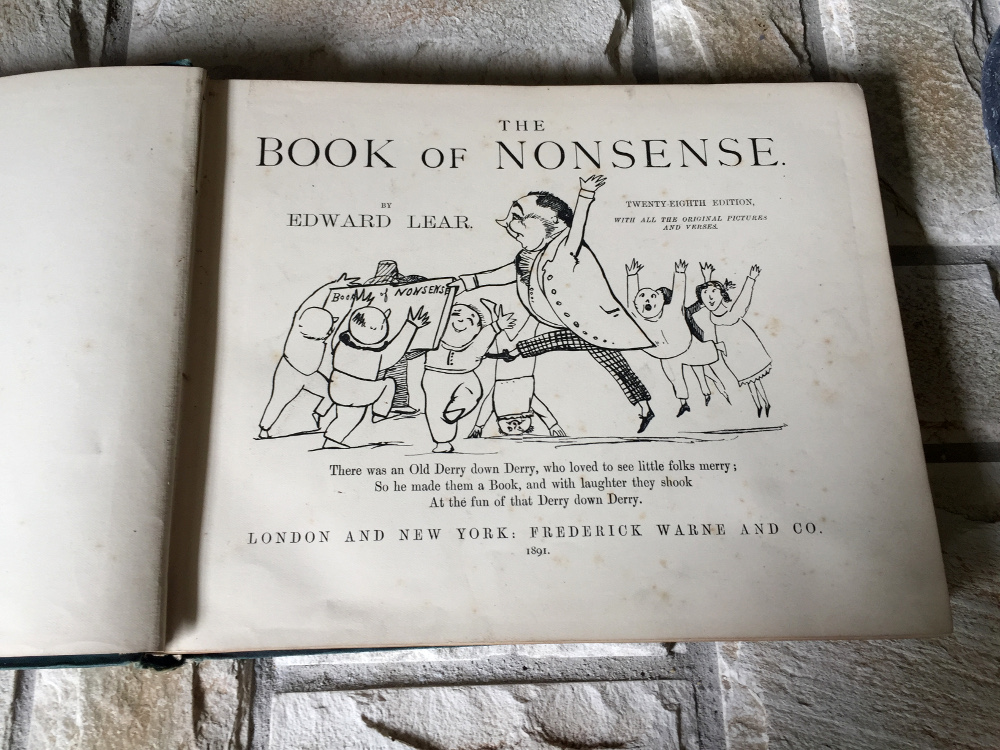 THE
BOOK OF NONSENSE.
BY
EDWARD LEAR.
TWENTY-EIGHTH EDITION,
WITH ALL THE ORIGINAL PICTURES
AND VERSES.
BOOK of NONSENSE
There was an Old Derry down Derry, who loved to see little folks merry;
So he made them a Book, and with laughter they shook
At the fun of that Derry down Derry.
LONDON AND NEW YORK: FREDERICK WARNE AND CO.
1891.